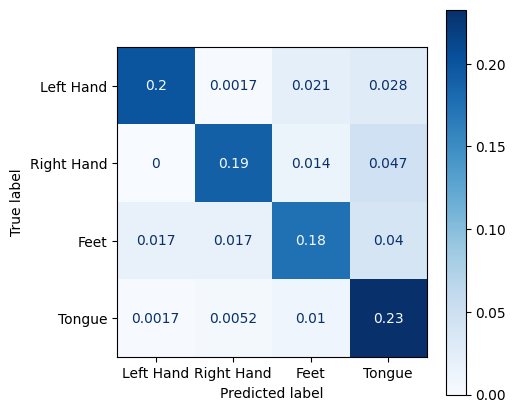 Left Hand 0.2 0.0017 0.021 0.028
Right Hand 0 0.19 0.014 0.047
Feet 0.017 0.017 0.18 0.04
Tongue 0.0017 0.0052 0.01 0.23
Left Hand Right Hand Feet Tongue
Predicted label
True label
0.20
0.15
0.10
0.05
0.00